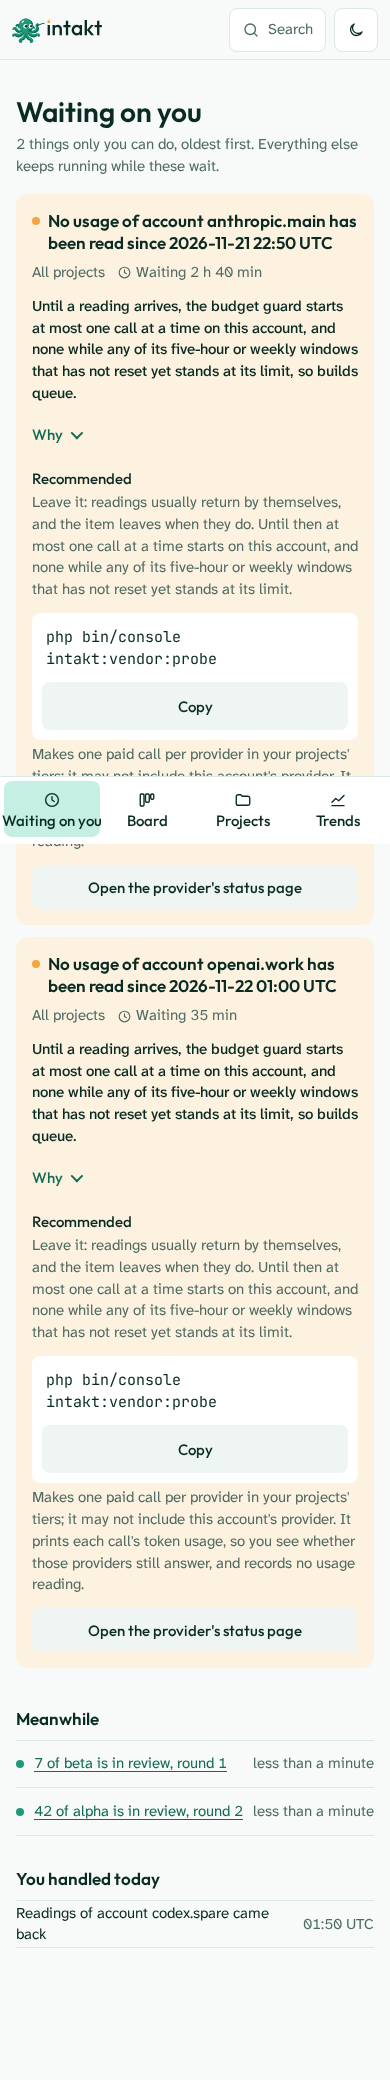 intakt
Search
Waiting on you
2 things only you can do, oldest first. Everything else
keeps running while these wait.
No usage of account anthropic.main has
been read since 2026-11-21 22:50 UTC
All projects
Waiting 2 h 40 min
Until a reading arrives, the budget guard starts
at most one call at a time on this account, and
none while any of its five-hour or weekly windows
that has not reset yet stands at its limit, so builds
queue.
Why
Recommended
Leave it: readings usually return by themselves,
and the item leaves when they do. Until then at
most one call at a time starts on this account, and
none while any of its five-hour or weekly windows
that has not reset yet stands at its limit.
php bin/console
intakt:vendor:probe
Copy
Makes one paid call per provider in your projects'
Waiting on you
Board
Projects
Trends
Open the provider's status page
No usage of account openai.work has
been read since 2026-11-22 01:00 UTC
All projects
Waiting 35 min
Until a reading arrives, the budget guard starts
at most one call at a time on this account, and
none while any of its five-hour or weekly windows
that has not reset yet stands at its limit, so builds
queue.
Why
Recommended
Leave it: readings usually return by themselves,
and the item leaves when they do. Until then at
most one call at a time starts on this account, and
none while any of its five-hour or weekly windows
that has not reset yet stands at its limit.
php bin/console
intakt:vendor:probe
Copy
Makes one paid call per provider in your projects'
tiers; it may not include this account's provider. It
prints each call's token usage, so you see whether
those providers still answer, and records no usage
reading.
Open the provider's status page
Meanwhile
7 of beta is in review, round 1
less than a minute
42 of alpha is in review, round 2
less than a minute
You handled today
Readings of account codex.spare came
back
01:50 UTC